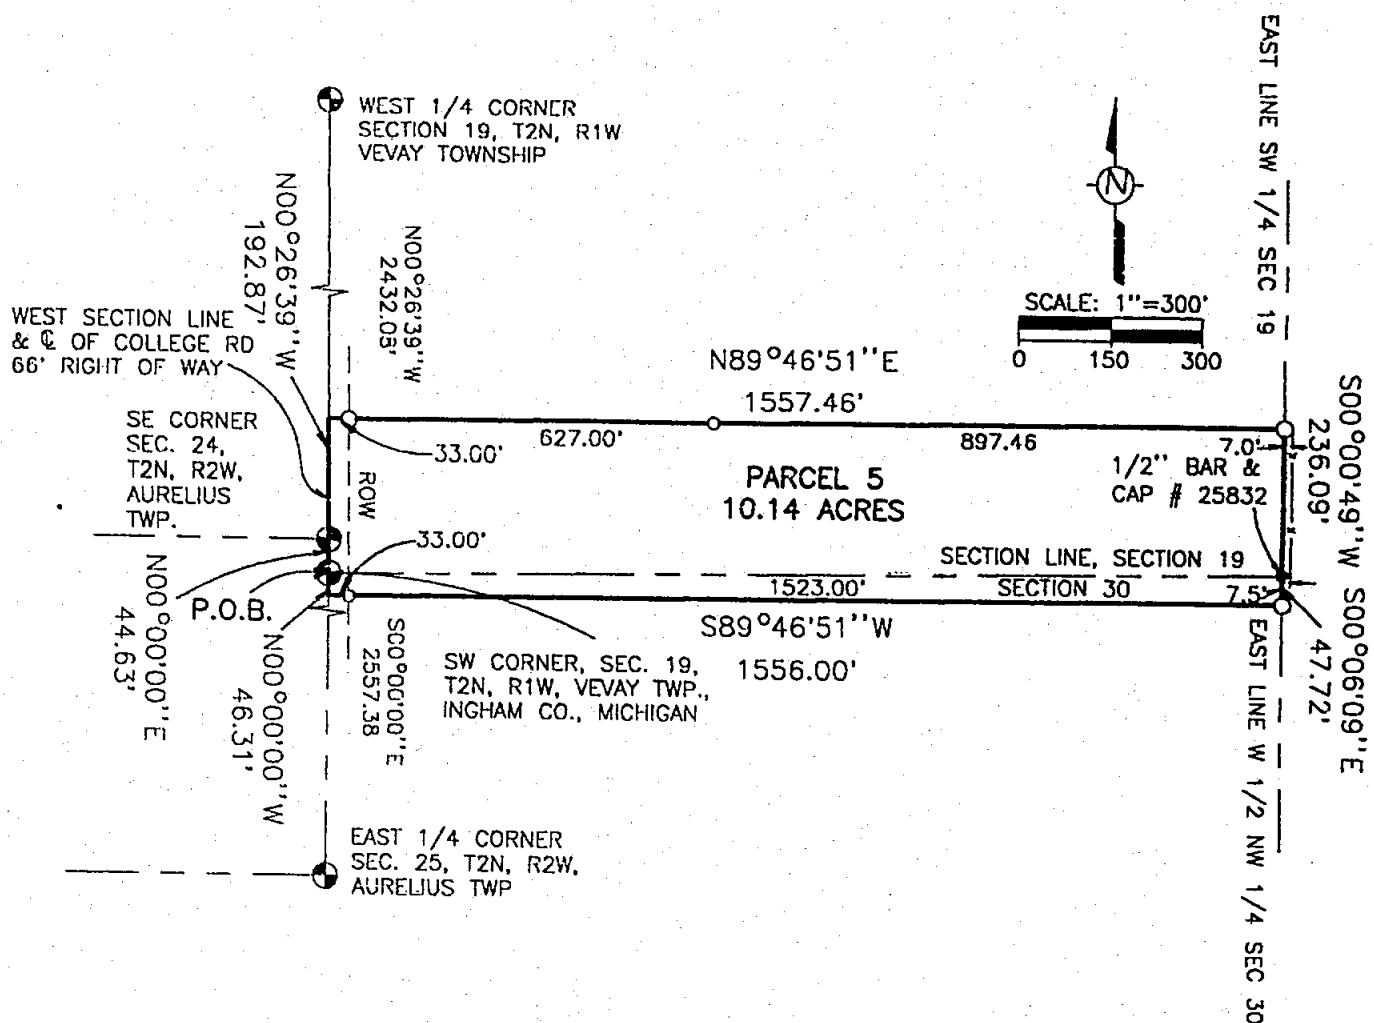 EAST LINE SW 1/4 SEC 19
WEST 1/4 CORNER
SECTION 19, T2N, R1W
VEVAY TOWNSHIP
N
N00°26'39"W
192.87'
N00°26'39"W
2432.08'
SCALE: 1"=300'
0 150 300
WEST SECTION LINE
& ℄ OF COLLEGE RD
66' RIGHT OF WAY
N89°46'51"E
1557.46'
S00°00'49"W
236.09'
SE CORNER
SEC. 24,
T2N, R2W,
AURELIUS
TWP.
33.00'
627.00'
897.46
7.0'
ROW
PARCEL 5
10.14 ACRES
1/2" BAR &
CAP # 25832
33.00'
SECTION LINE, SECTION 19
1523.00'
SECTION 30
7.5'
N00°00'00"E
44.63'
P.O.B.
S89°46'51"W
1556.00'
S00°06'09"E
47.72'
N00°00'00"W
46.31'
S00°00'00"E
2557.38
SW CORNER, SEC. 19,
T2N, R1W, VEVAY TWP.,
INGHAM CO., MICHIGAN
EAST LINE W 1/2 NW 1/4 SEC 30
EAST 1/4 CORNER
SEC. 25, T2N, R2W,
AURELIUS TWP